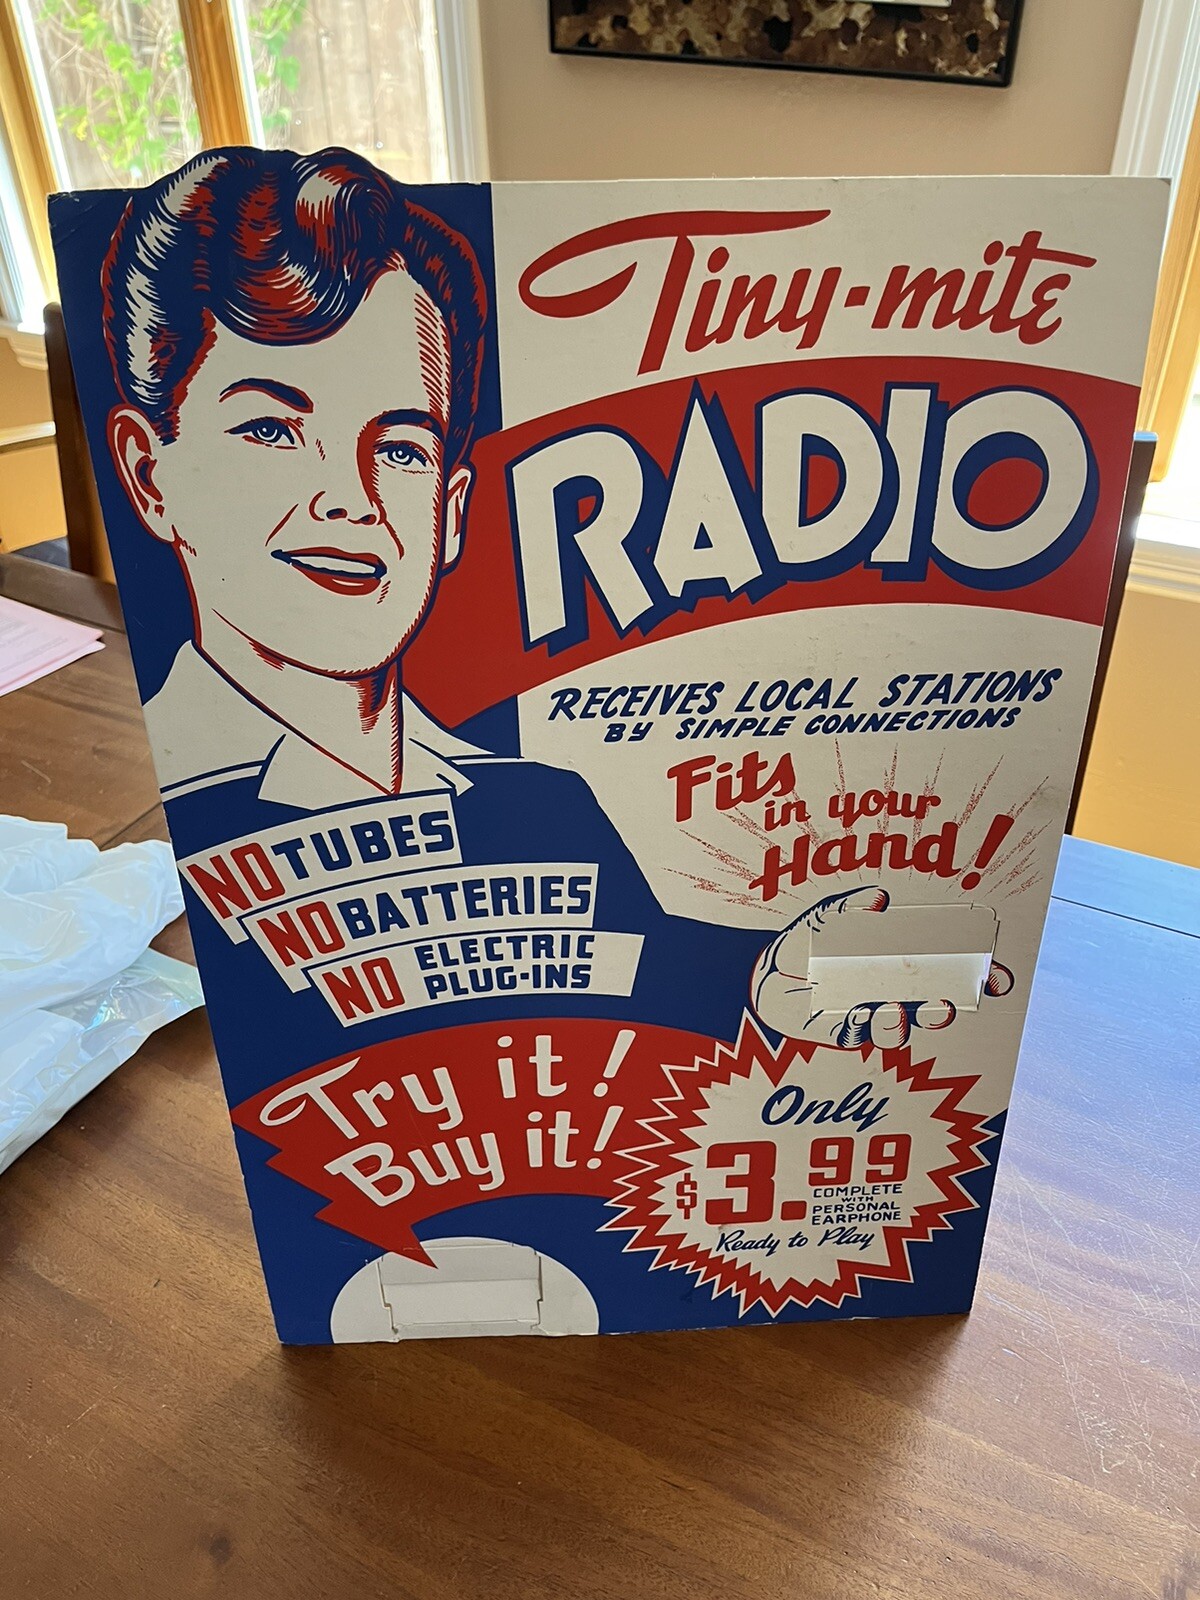 Tiny-mite
RADIO
RECEIVES LOCAL STATIONS
BY SIMPLE CONNECTIONS
Fits
in your
Hand!
NO TUBES
NO BATTERIES
NO ELECTRIC
PLUG-INS
Try it!
Buy it!
Only
$3.99
COMPLETE
WITH
PERSONAL
EARPHONE
Ready to Play